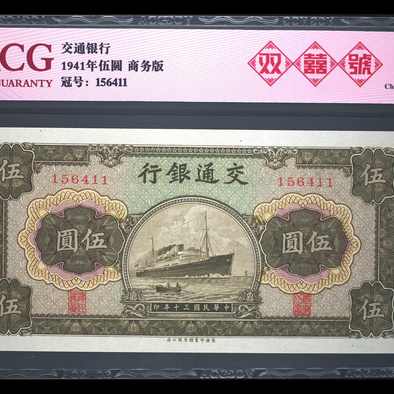 CG
交通银行
1941年伍圆 商务版
冠号：156411
UARANTY
双囍號
Ch
行銀通交
156411
156411
伍
伍
圓伍
圓伍
印年十三國民華中
伍
伍